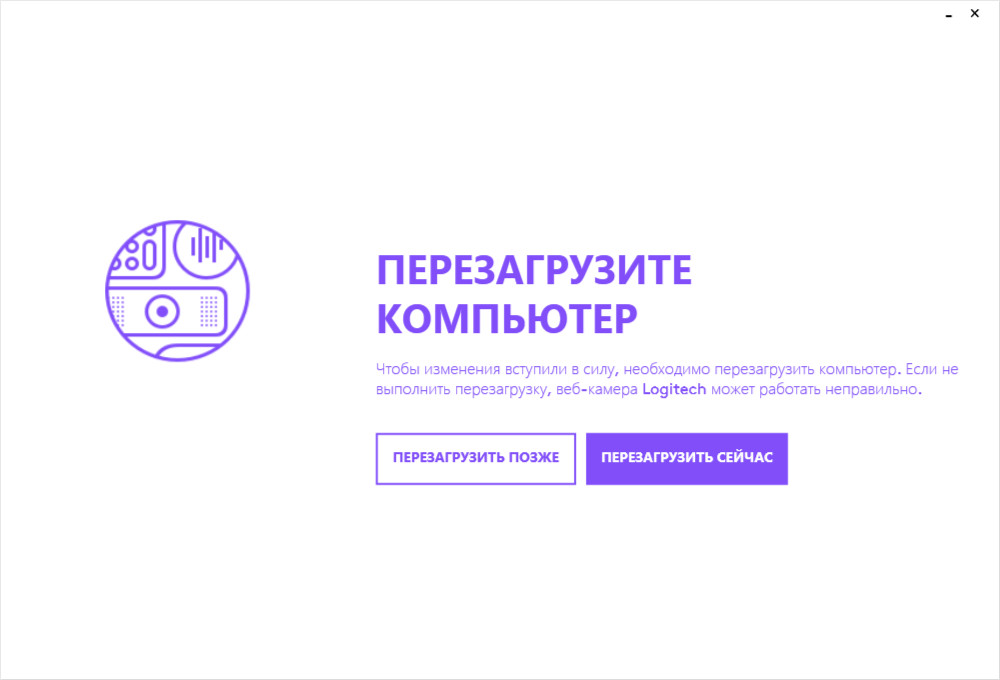 ПЕРЕЗАГРУЗИТЕ
КОМПЬЮТЕР
Чтобы изменения вступили в силу, необходимо перезагрузить компьютер. Если не
выполнить перезагрузку, веб-камера Logitech может работать неправильно.
ПЕРЕЗАГРУЗИТЬ ПОЗЖЕ
ПЕРЕЗАГРУЗИТЬ СЕЙЧАС